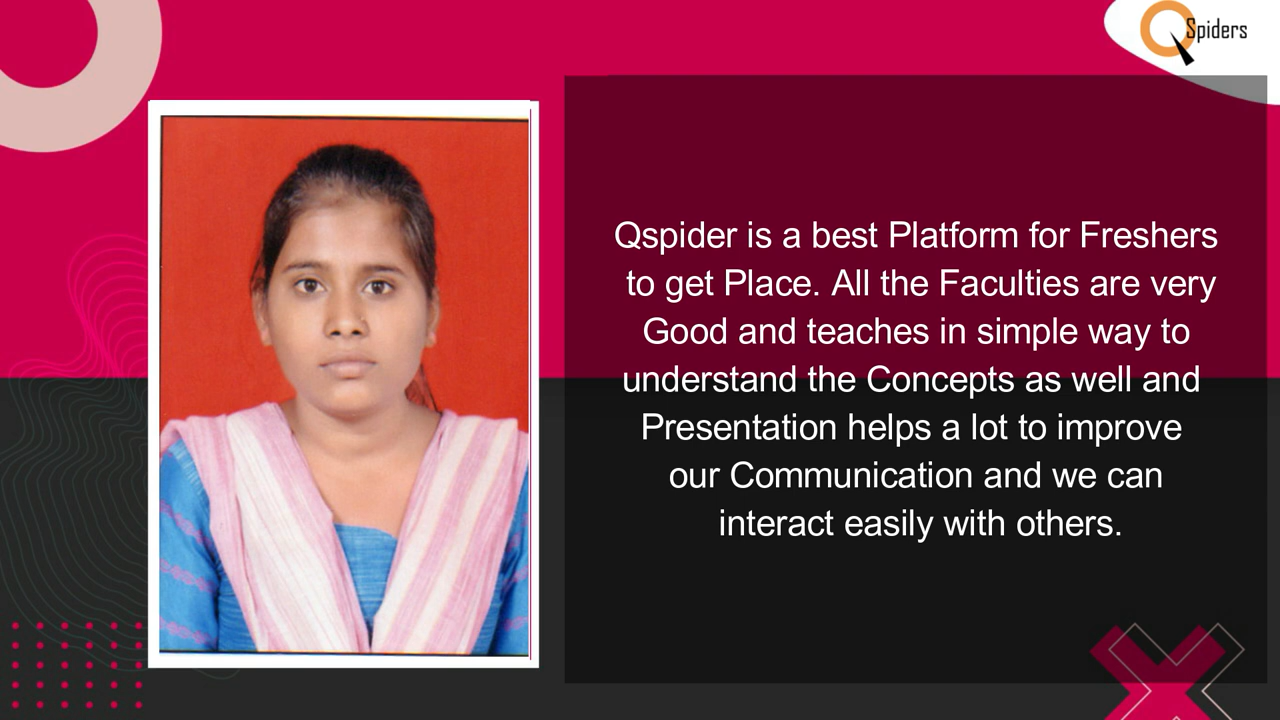 Spiders
Qspider is a best Platform for Freshers
to get Place. All the Faculties are very
Good and teaches in simple way to
understand the Concepts as well and
Presentation helps a lot to improve
our Communication and we can
interact easily with others.